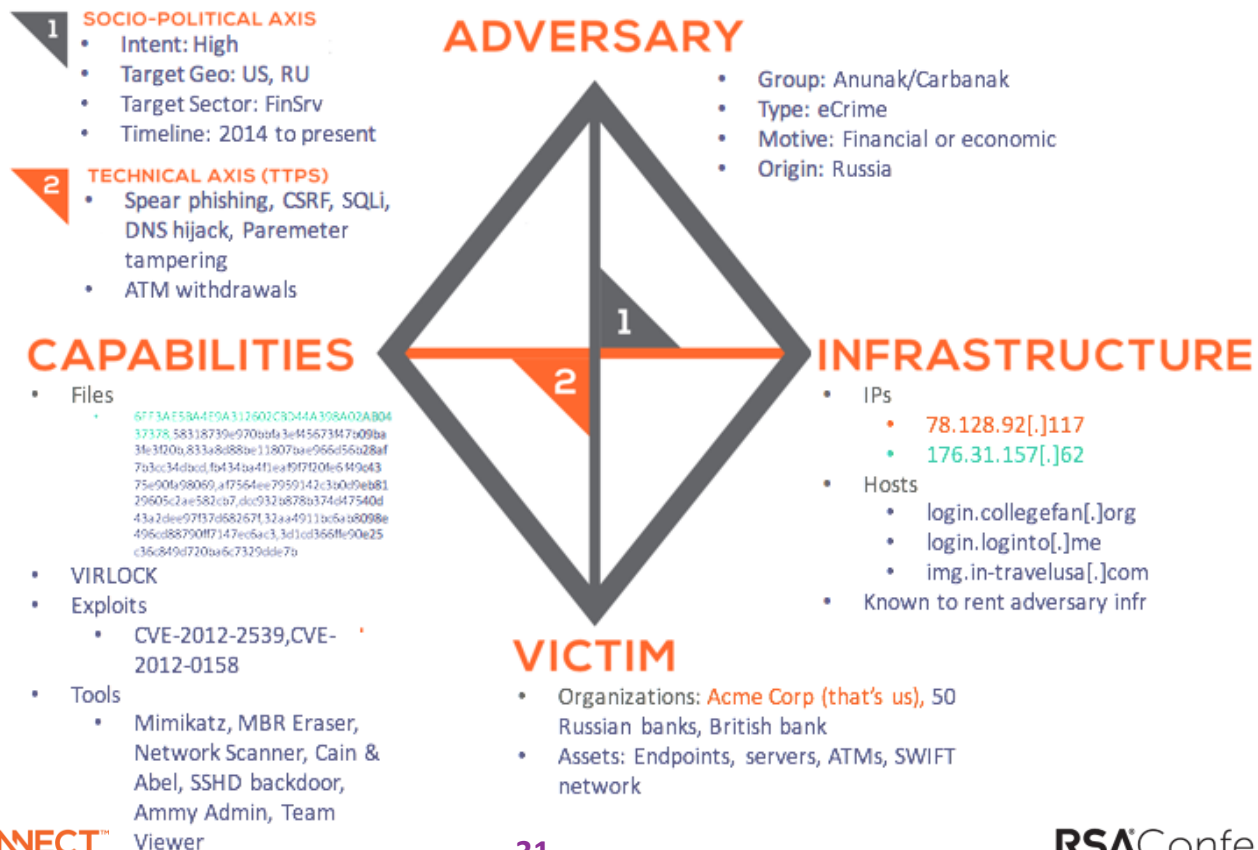 1
SOCIO-POLITICAL AXIS
• Intent: High
• Target Geo: US, RU
• Target Sector: FinSrv
• Timeline: 2014 to present
2
TECHNICAL AXIS (TTPS)
• Spear phishing, CSRF, SQLi,
DNS hijack, Paremeter
tampering
• ATM withdrawals
ADVERSARY
• Group: Anunak/Carbanak
• Type: eCrime
• Motive: Financial or economic
• Origin: Russia
1
2
CAPABILITIES
• Files
• VIRLOCK
• Exploits
• CVE-2012-2539,CVE-
2012-0158
• Tools
• Mimikatz, MBR Eraser,
Network Scanner, Cain &
Abel, SSHD backdoor,
Ammy Admin, Team
Viewer
INFRASTRUCTURE
• IPs
• 78.128.92[.]117
• 176.31.157[.]62
• Hosts
• login.collegefan[.]org
• login.loginto[.]me
• img.in-travelusa[.]com
• Known to rent adversary infr
VICTIM
• Organizations: Acme Corp (that's us), 50
Russian banks, British bank
• Assets: Endpoints, servers, ATMs, SWIFT
network
NNECT™
31
RSA Confe